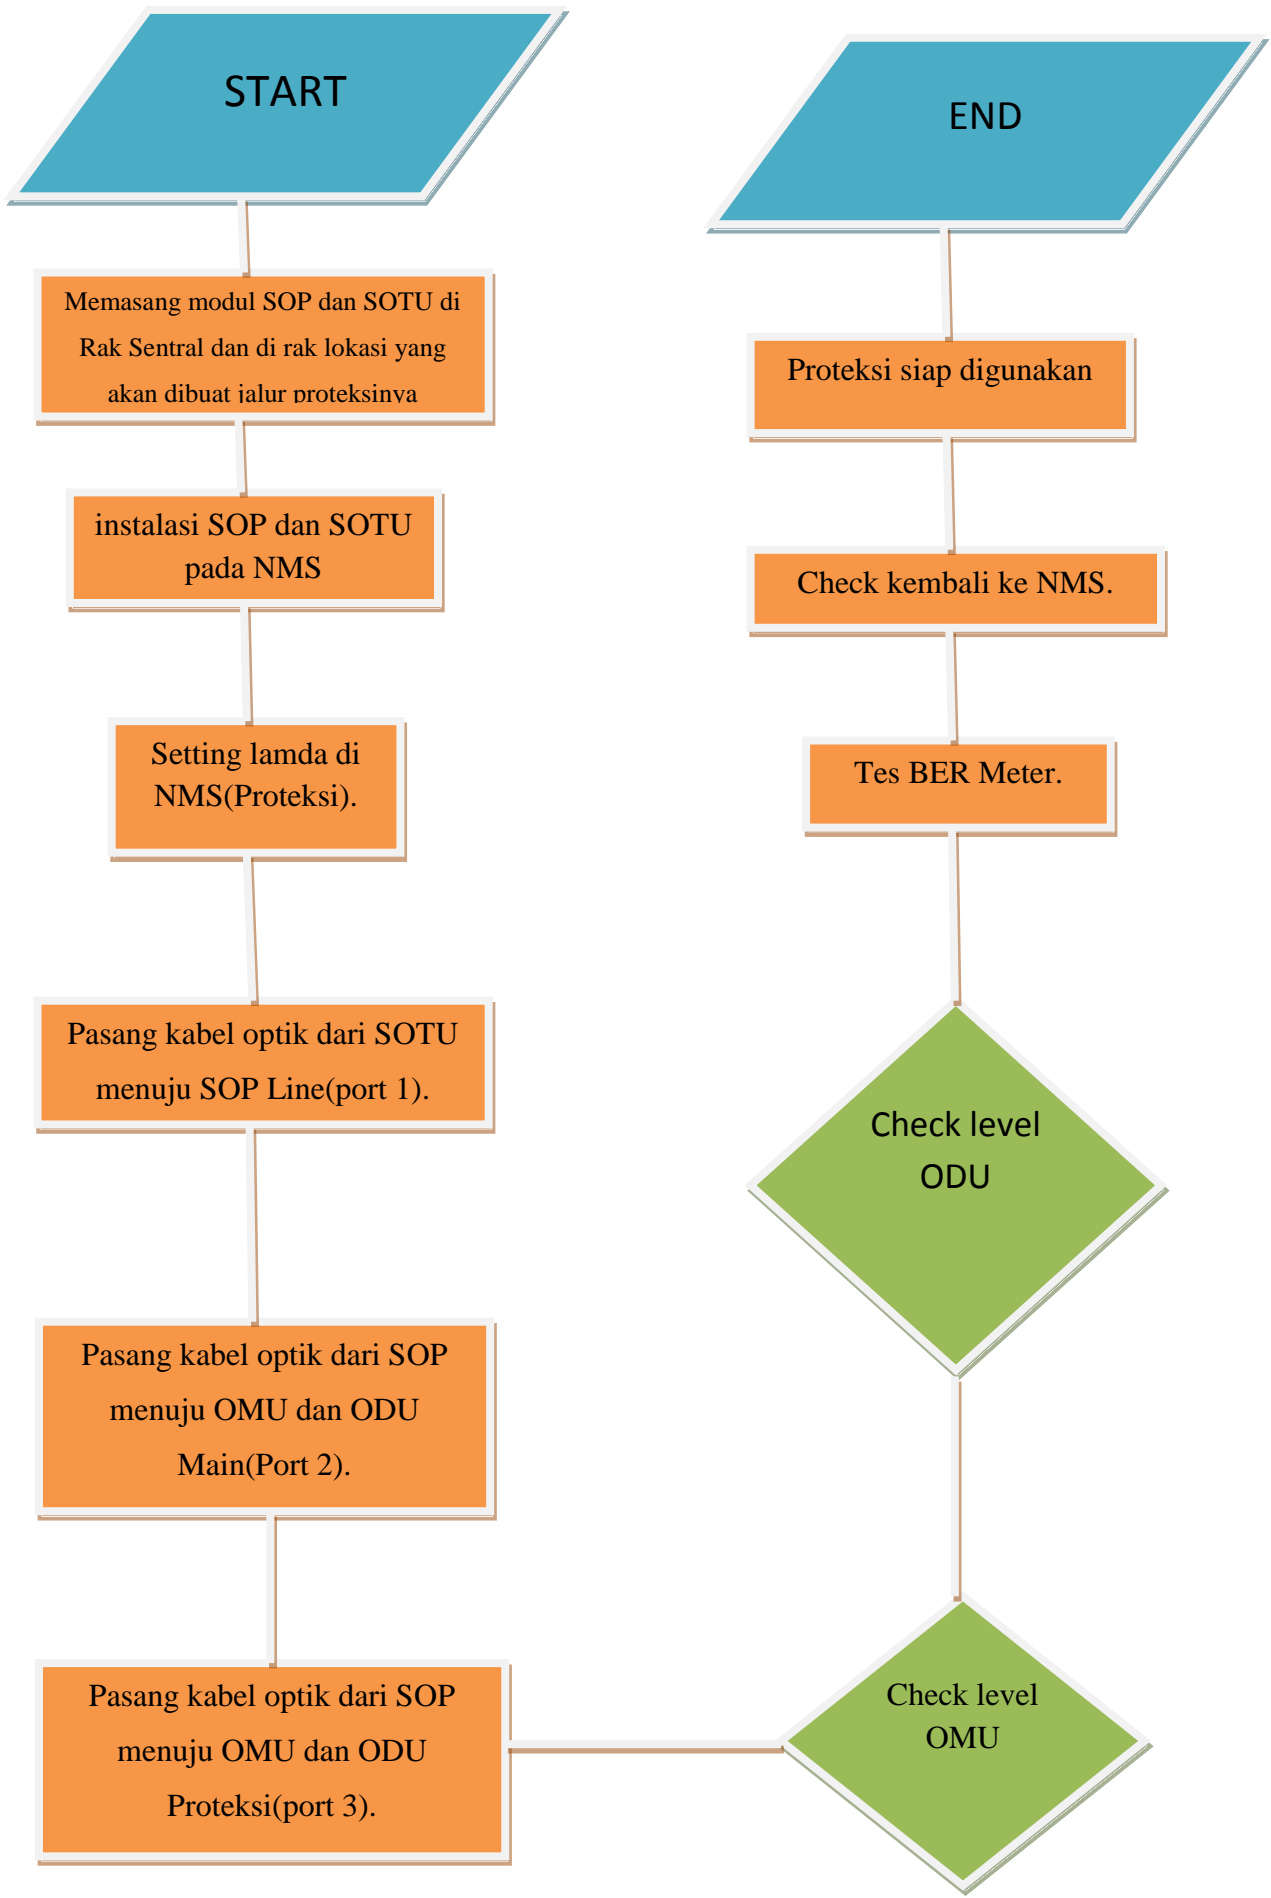 START
Memasang modul SOP dan SOTU di
Rak Sentral dan di rak lokasi yang
akan dibuat jalur proteksinya
instalasi SOP dan SOTU
pada NMS
Setting lamda di
NMS(Proteksi).
Pasang kabel optik dari SOTU
menuju SOP Line(port 1).
Pasang kabel optik dari SOP
menuju OMU dan ODU
Main(Port 2).
Pasang kabel optik dari SOP
menuju OMU dan ODU
Proteksi(port 3).
Check level
OMU
Check level
ODU
Tes BER Meter.
Check kembali ke NMS.
Proteksi siap digunakan
END